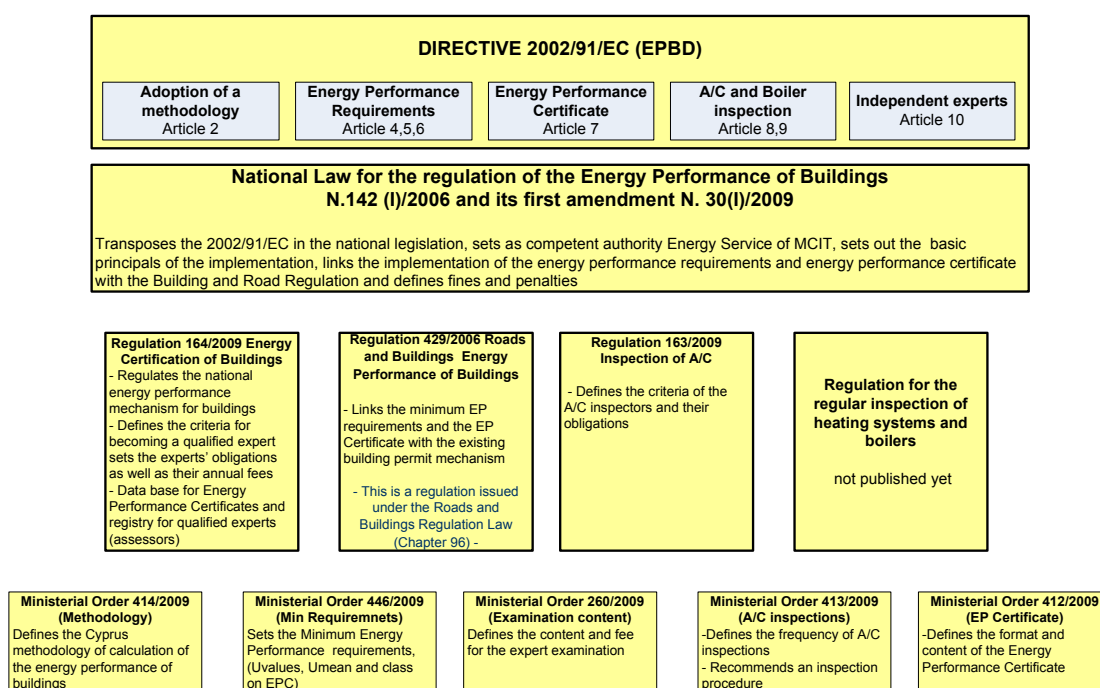 DIRECTIVE 2002/91/EC (EPBD)
Adoption of a
methodology
Article 2
Energy Performance
Requirements
Article 4,5,6
Energy Performance
Certificate
Article 7
A/C and Boiler
inspection
Article 8,9
Independent experts
Article 10
National Law for the regulation of the Energy Performance of Buildings
N.142 (I)/2006 and its first amendment N. 30(I)/2009
Transposes the 2002/91/EC in the national legislation, sets as competent authority Energy Service of MCIT, sets out the basic
principals of the implementation, links the implementation of the energy performance requirements and energy performance certificate
with the Building and Road Regulation and defines fines and penalties
Regulation 164/2009 Energy
Certification of Buildings
- Regulates the national
energy performance
mechanism for buildings
- Defines the criteria for
becoming a qualified expert
sets the experts' obligations
as well as their annual fees
- Data base for Energy
Performance Certificates and
registry for qualified experts
(assessors)
Regulation 429/2006 Roads
and Buildings Energy
Performance of Buildings
- Links the minimum EP
requirements and the EP
Certificate with the existing
building permit mechanism
- This is a regulation issued
under the Roads and
Buildings Regulation Law
(Chapter 96) -
Regulation 163/2009
Inspection of A/C
- Defines the criteria of the
A/C inspectors and their
obligations
Regulation for the
regular inspection of
heating systems and
boilers
not published yet
Ministerial Order 414/2009
(Methodology)
Defines the Cyprus
methodology of calculation of
the energy performance of
buildings
Ministerial Order 446/2009
(Min Requiremnets)
Sets the Minimum Energy
Performance requirements,
(Uvalues, Umean and class
on EPC)
Ministerial Order 260/2009
(Examination content)
Defines the content and fee
for the expert examination
Ministerial Order 413/2009
(A/C inspections)
-Defines the frequency of A/C
inspections
- Recommends an inspection
procedure
Ministerial Order 412/2009
(EP Certificate)
-Defines the format and
content of the Energy
Performance Certificate